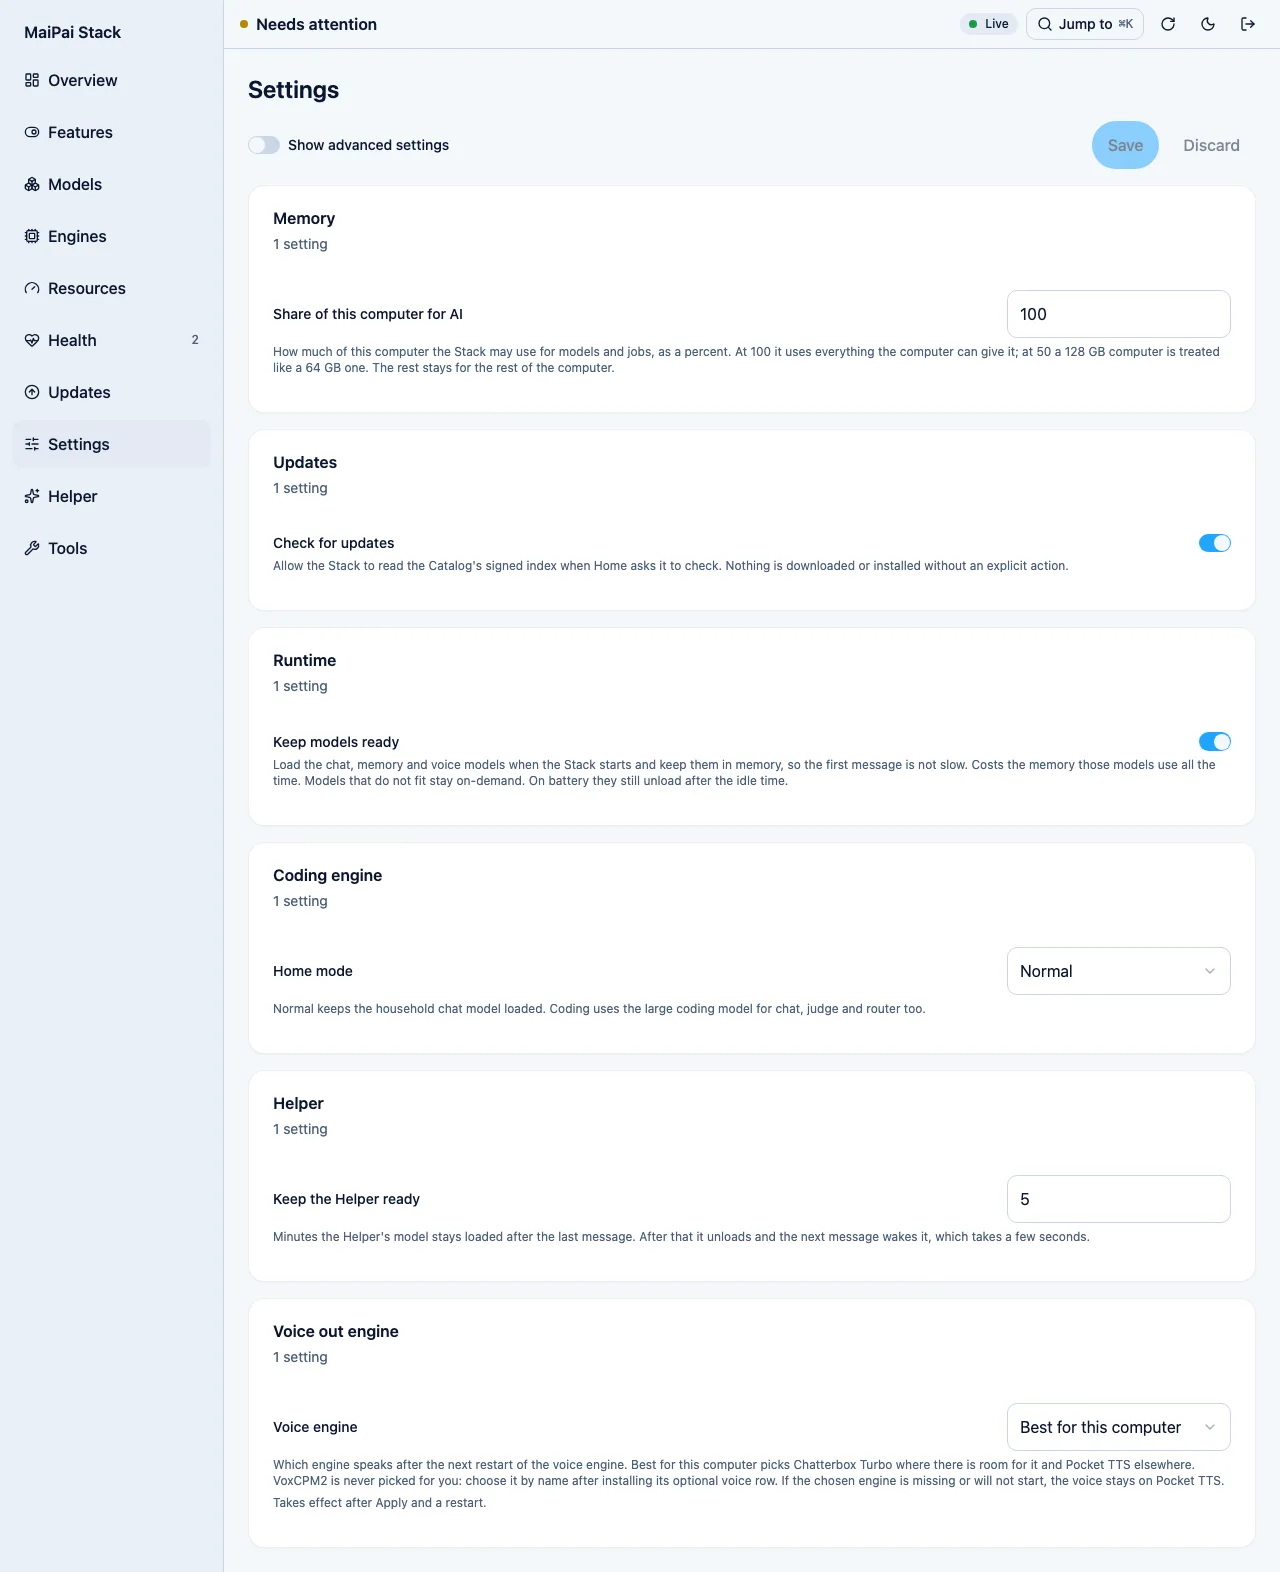 MaiPai Stack
Overview
Features
Models
Engines
Resources
Health 2
Updates
Settings
Helper
Tools
Needs attention
Live
Jump to ⌘K
Settings
Show advanced settings
Save
Discard
Memory
1 setting
Share of this computer for AI
100
How much of this computer the Stack may use for models and jobs, as a percent. At 100 it uses everything the computer can give it; at 50 a 128 GB computer is treated
like a 64 GB one. The rest stays for the rest of the computer.
Updates
1 setting
Check for updates
Allow the Stack to read the Catalog's signed index when Home asks it to check. Nothing is downloaded or installed without an explicit action.
Runtime
1 setting
Keep models ready
Load the chat, memory and voice models when the Stack starts and keep them in memory, so the first message is not slow. Costs the memory those models use all the
time. Models that do not fit stay on-demand. On battery they still unload after the idle time.
Coding engine
1 setting
Home mode
Normal
Normal keeps the household chat model loaded. Coding uses the large coding model for chat, judge and router too.
Helper
1 setting
Keep the Helper ready
5
Minutes the Helper's model stays loaded after the last message. After that it unloads and the next message wakes it, which takes a few seconds.
Voice out engine
1 setting
Voice engine
Best for this computer
Which engine speaks after the next restart of the voice engine. Best for this computer picks Chatterbox Turbo where there is room for it and Pocket TTS elsewhere.
VoxCPM2 is never picked for you: choose it by name after installing its optional voice row. If the chosen engine is missing or will not start, the voice stays on Pocket TTS.
Takes effect after Apply and a restart.